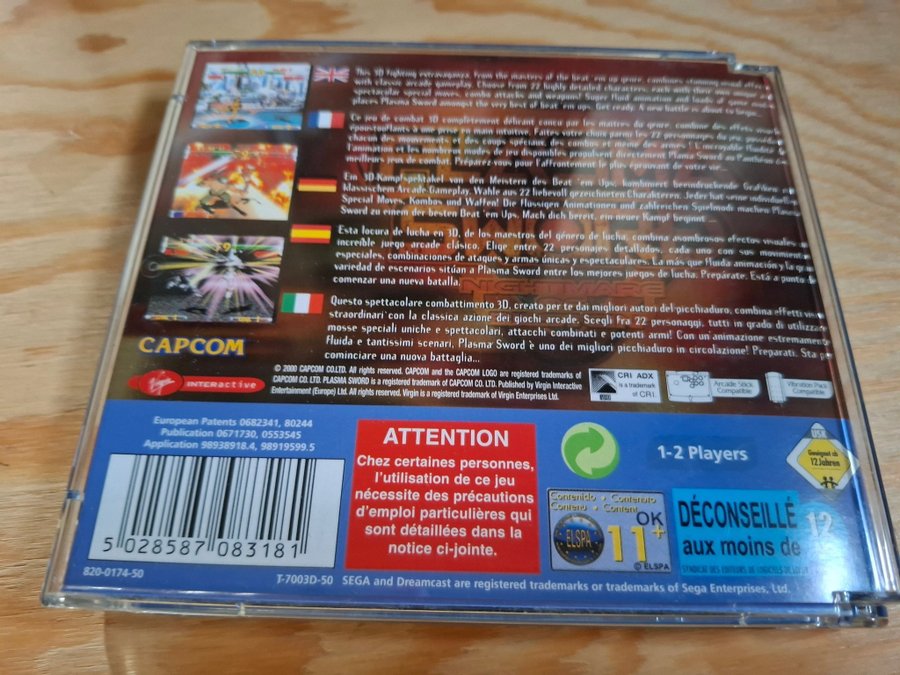 This 3D fighting extravaganza, from the masters of the beat 'em up genre, combines stunning visual
with classic arcade gameplay. Choose from 22 highly detailed characters, each with their own
spectacular special moves, combo attacks and weapons! Super fluid animation and loads of game
places Plasma Sword amongst the very best of beat 'em ups. Get ready. A new battle is about to begin...
Ce jeu de combat 3D complètement délirant conçu par les maîtres du genre, combine des effets
époustouflants à une prise en main intuitive. Faites votre choix parmi les 22 personnages du jeu,
chacun des mouvements et des coups spéciaux, des combos et même des armes ! L'incroyable fluidité
l'animation et les nombreux modes de jeu disponibles propulsent directement Plasma Sword au Panthéon
meilleurs jeux de combat. Préparez-vous pour l'affrontement le plus éprouvant de votre vie...
Ein 3D-Kampfspektakel von den Meistern des Beat 'em Ups, kombiniert beeindruckende Grafiken
klassischem Arcade-Gameplay. Wähle aus 22 liebevoll gezeichneten Charakteren. Jeder hat seine
Special Moves, Kombos und Waffen! Die flüssigen Animationen und zahlreichen Spielmodi machen Plasma
Sword zu einem der besten Beat 'em Ups. Mach dich bereit, ein neuer Kampf beginnt...
Esta locura de lucha en 3D, de los maestros del género de lucha, combina asombrosos efectos visuales
increíble juego arcade clásico. Elige entre 22 personajes detallados, cada uno con sus movimientos
especiales, combinaciones de ataques y armas únicas y espectaculares. La más que fluida animación y la
variedad de escenarios sitúan a Plasma Sword entre los mejores juegos de lucha. Prepárate. Está a punto
comenzar una nueva batalla.
NIGHTMARE
Questo spettacolare combattimento 3D, creato per te dai migliori autori del picchiaduro, combina effetti
straordinari con la classica azione dei giochi arcade. Scegli fra 22 personaggi, tutti in grado di utilizzare
mosse speciali uniche e spettacolari, attacchi combinati e potenti armi! Con un'animazione estremamente
fluida e tantissimi scenari, Plasma Sword è uno dei migliori picchiaduro in circolazione! Preparati. Sta
cominciare una nuova battaglia...
CAPCOM
Virgin INTERACTIVE
© 2000 CAPCOM CO.LTD. All rights reserved. CAPCOM and the CAPCOM LOGO are registered trademarks of
CAPCOM CO. LTD. PLASMA SWORD is a registered trademark of CAPCOM CO. LTD. Published by Virgin Interactive
Entertainment (Europe) Ltd. All rights reserved. Virgin is a registered trademark of Virgin Enterprises Ltd.
CRI ADX
is a trademark
of CRI.
Arcade Stick
Compatible
Vibration Pack
Compatible
European Patents 0682341, 80244
Publication 0671730, 0553545
Application 98938918.4, 98919599.5
ATTENTION
Chez certaines personnes,
l'utilisation de ce jeu
nécessite des précautions
d'emploi particulières qui
sont détaillées dans la
notice ci-jointe.
1-2 Players
USK
Geeignet ab
12 Jahren
Contenido • Contenuto
Conteno • Content
ELSPA
OK
11+
© ELSPA
DÉCONSEILLÉ
aux moins de
12
5 028587 083181
820-0174-50
T-7003D-50 SEGA and Dreamcast are registered trademarks or trademarks of Sega Enterprises, Ltd.